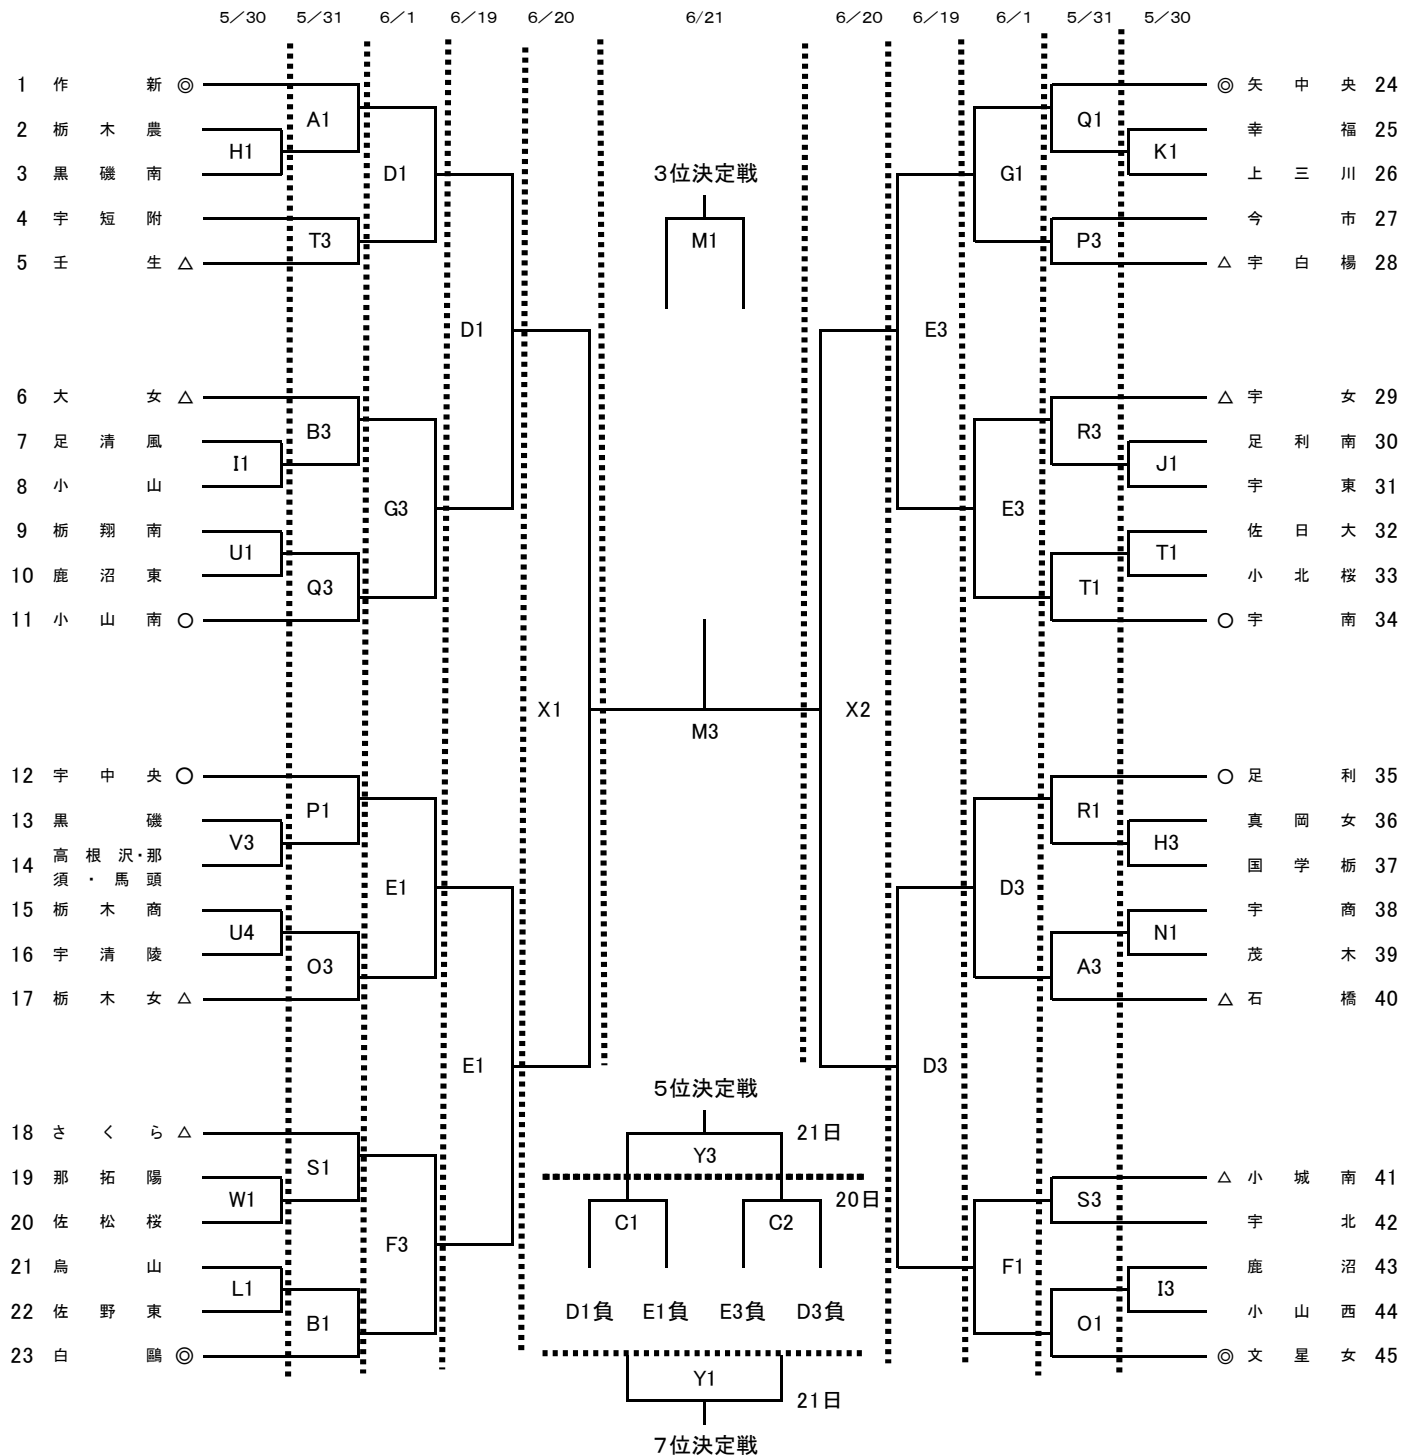 5／30 5／31 6／1 6／19 6／20 6／21 6／20 6／19 6／1 5／31 5／30
1 作新 ◎
2 栃木農
3 黒磯南
4 宇短附
5 壬生 △
6 大女 △
7 足清風
8 小山
9 栃翔南
10 鹿沼東
11 小山南 ○
12 宇中央 ○
13 黒磯
14 高根沢・那須・馬頭
15 栃木商
16 宇清陵
17 栃木女 △
18 さくら △
19 那拓陽
20 佐松桜
21 烏山
22 佐野東
23 白鷗 ◎
H1
I1
U1
V3
U4
W1
L1
A1
T3
B3
Q3
P1
O3
S1
B1
D1
G3
E1
F3
D1
E1
X1
3位決定戦
M1
M3
5位決定戦
21日
Y3
20日
C1 C2
D1負 E1負 E3負 D3負
Y1
21日
7位決定戦
X2
E3
D3
G1
E3
D3
F1
Q1
P3
R3
T1
R1
A3
S3
O1
K1
J1
T1
H3
N1
I3
◎ 矢中央 24
幸福 25
上三川 26
今市 27
△ 宇白楊 28
△ 宇女 29
足利南 30
宇東 31
佐日大 32
小北桜 33
○ 宇南 34
○ 足利 35
真岡女 36
国学栃 37
宇商 38
茂木 39
△ 石橋 40
△ 小城南 41
宇北 42
鹿沼 43
小山西 44
◎ 文星女 45